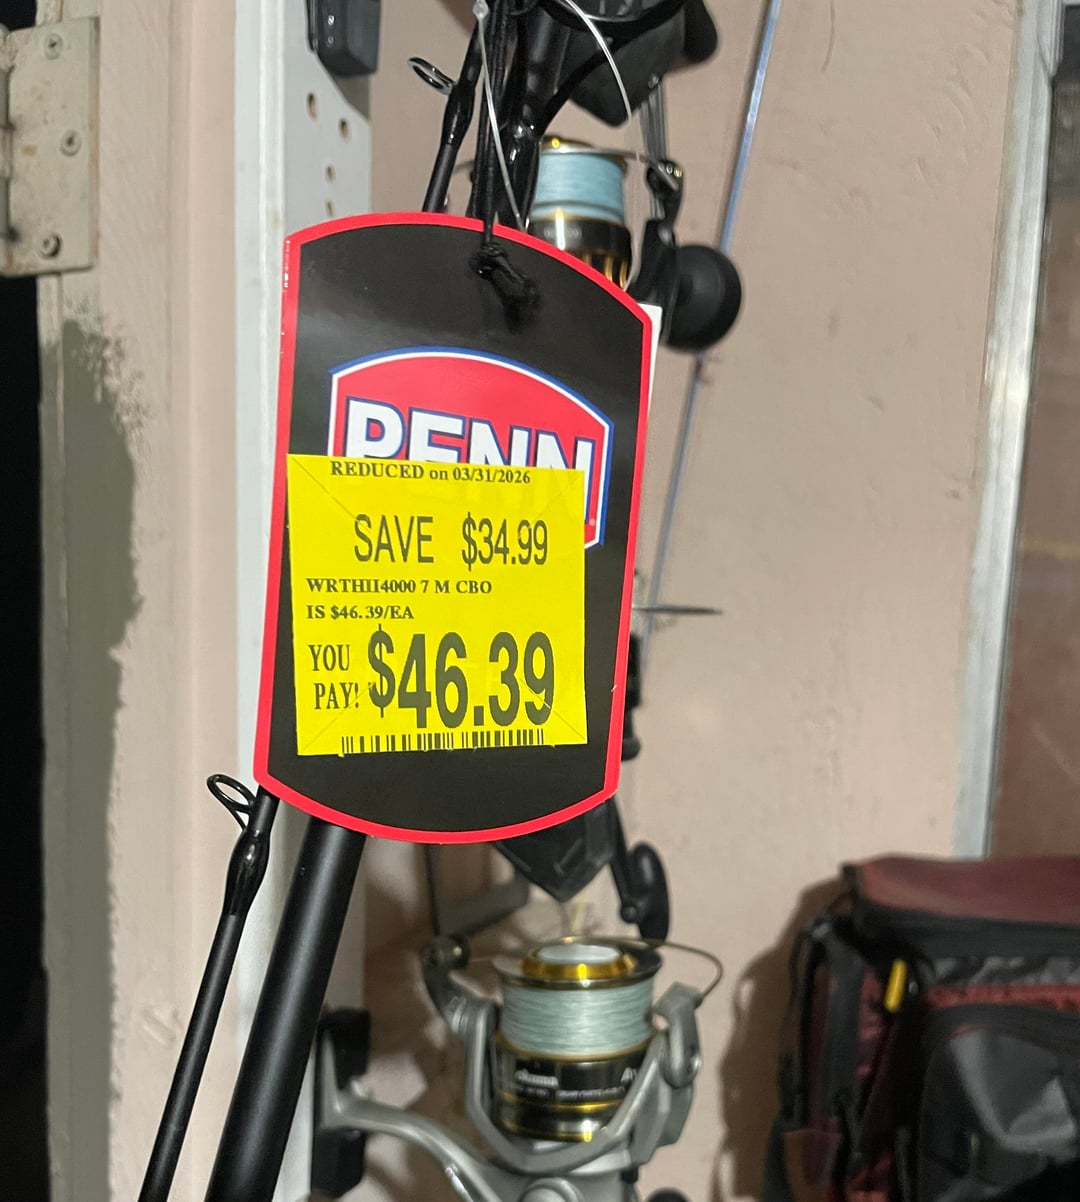 PENN
REDUCED on 03/31/2026
SAVE $34.99
WRTHII4000 7 M CBO
IS $46.39/EA
YOU PAY! $46.39
okuma